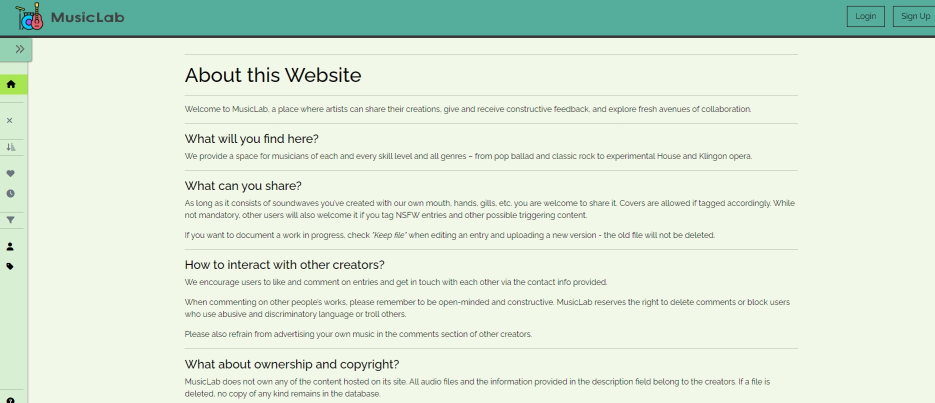 MusicLab
Login
Sign Up
About this Website
Welcome to MusicLab, a place where artists can share their creations, give and receive constructive feedback, and explore fresh avenues of collaboration.
What will you find here?
We provide a space for musicians of each and every skill level and all genres – from pop ballad and classic rock to experimental House and Klingon opera.
What can you share?
As long as it consists of soundwaves you've created with our own mouth, hands, gills, etc. you are welcome to share it. Covers are allowed if tagged accordingly. While
not mandatory, other users will also welcome it if you tag NSFW entries and other possible triggering content.
If you want to document a work in progress, check "Keep file" when editing an entry and uploading a new version - the old file will not be deleted.
How to interact with other creators?
We encourage users to like and comment on entries and get in touch with each other via the contact info provided.
When commenting on other people's works, please remember to be open-minded and constructive. MusicLab reserves the right to delete comments or block users
who use abusive and discriminatory language or troll others.
Please also refrain from advertising your own music in the comments section of other creators.
What about ownership and copyright?
MusicLab does not own any of the content hosted on its site. All audio files and the information provided in the description field belong to the creators. If a file is
deleted, no copy of any kind remains in the database.